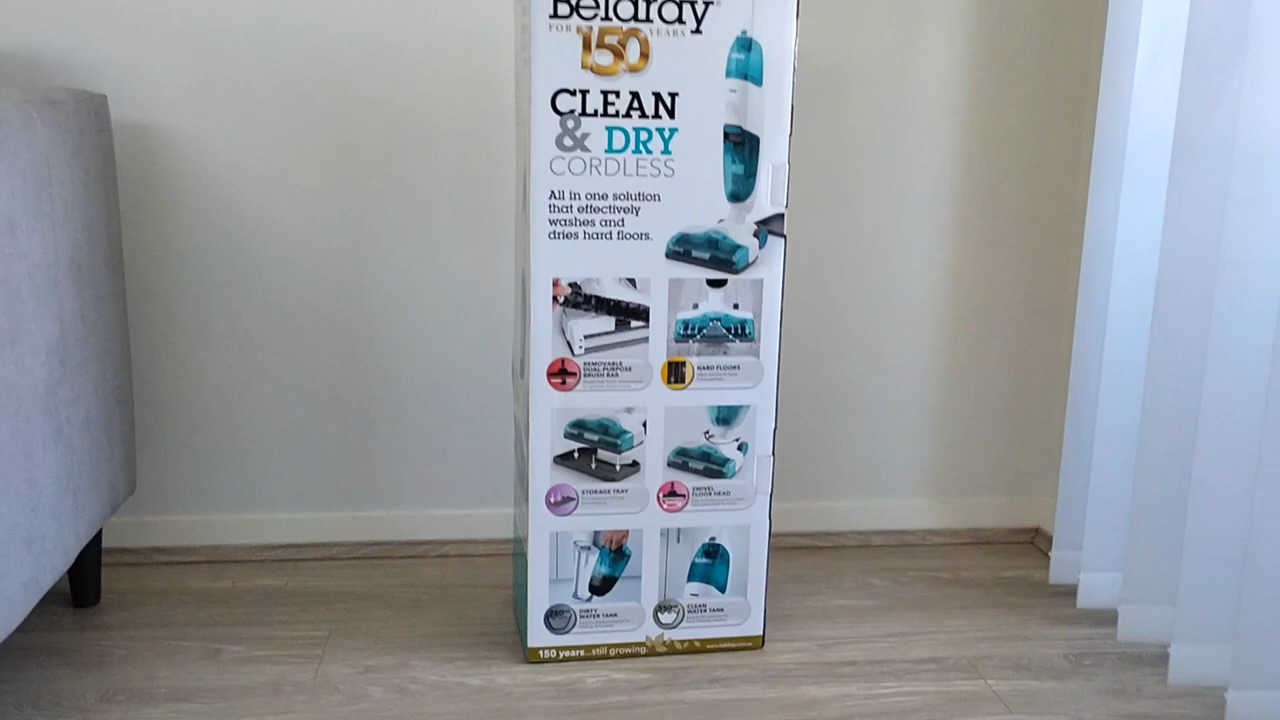 Beldray
FOR 150 YEARS
CLEAN
& DRY
CORDLESS
All in one solution
that effectively
washes and
dries hard floors.
REMOVABLE
DUAL-PURPOSE
BRUSH BAR
HARD FLOORS
STORAGE TRAY
SWIVEL
FLOOR HEAD
DIRTY
WATER TANK
CLEAN
WATER TANK
150 years...still growing.